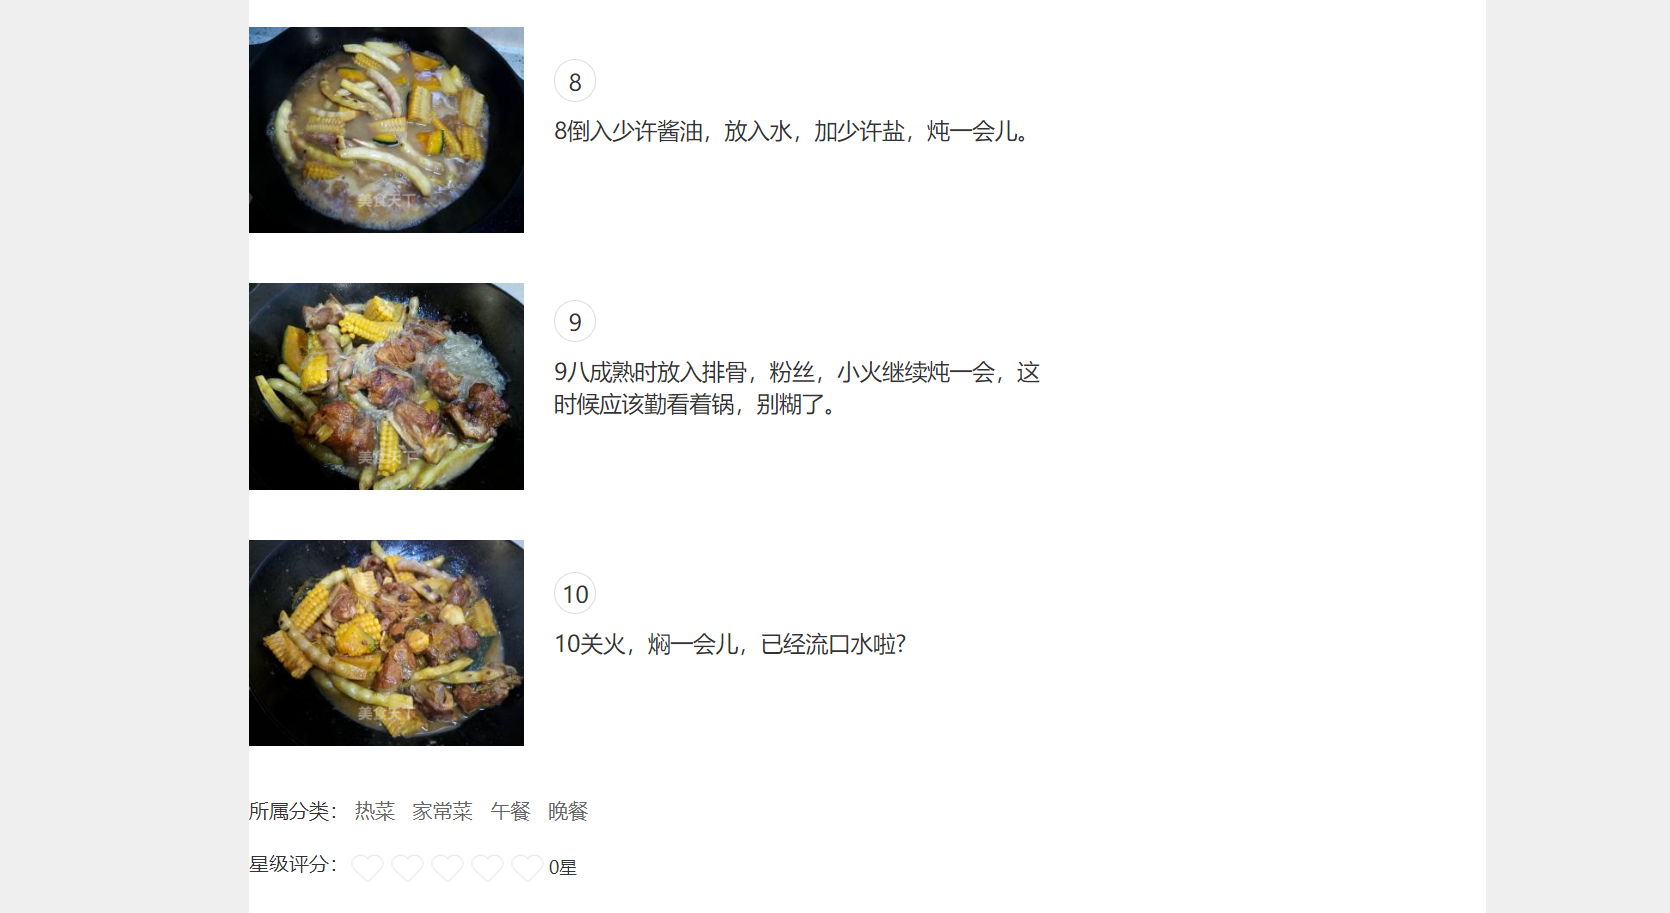 8
8倒入少许酱油，放入水，加少许盐，炖一会儿。
美食天下
9
9八成熟时放入排骨，粉丝，小火继续炖一会，这
时候应该勤看着锅，别糊了。
美食天下
10
10关火，焖一会儿，已经流口水啦?
美食天下
所属分类： 热菜 家常菜 午餐 晚餐
星级评分： 0星